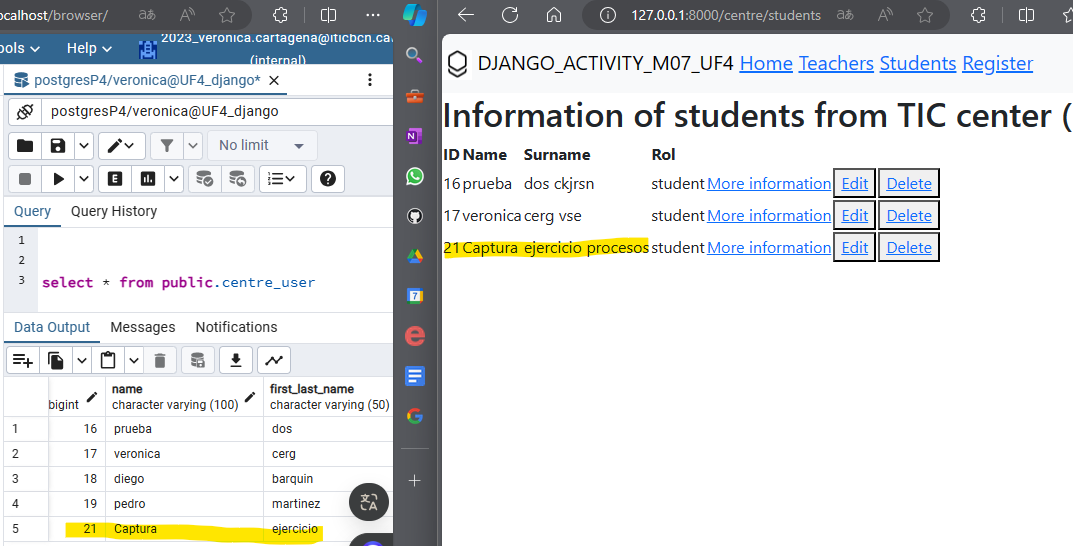 ocalhost/browser/
ools
Help
2023_veronica.cartagena@iticbcn.ca
(internal)
postgresP4/veronica@UF4_django*
postgresP4/veronica@UF4_django
No limit
E
Query
Query History
1
2
3
select * from public.centre_user
Data Output
Messages
Notifications
bigint
name
character varying (100)
first_last_name
character varying (50)
1 16 prueba dos
2 17 veronica cerg
3 18 diego barquin
4 19 pedro martinez
5 21 Captura ejercicio
127.0.0.1:8000/centre/students
DJANGO_ACTIVITY_M07_UF4 Home Teachers Students Register
Information of students from TIC center (
ID Name Surname Rol
16 prueba dos ckjrsn student More information Edit Delete
17 veronica cerg vse student More information Edit Delete
21 Captura ejercicio procesos student More information Edit Delete